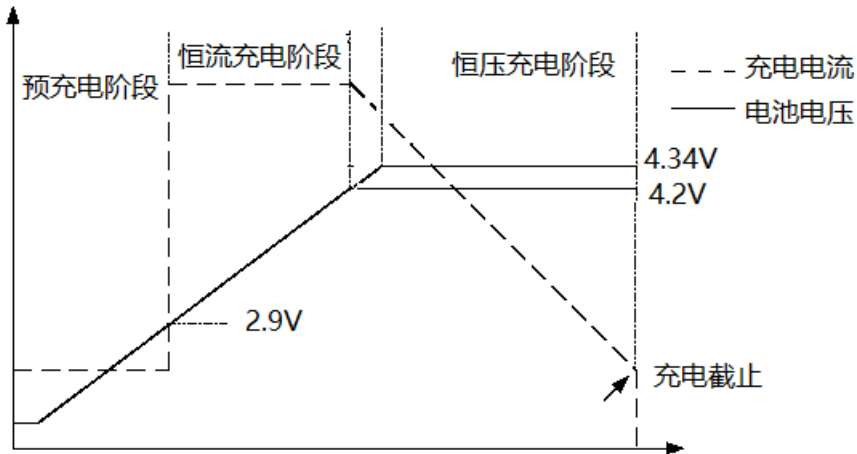 恒流充电阶段
恒压充电阶段
预充电阶段
充电电流
电池电压
4.34V
4.2V
2.9V
充电截止